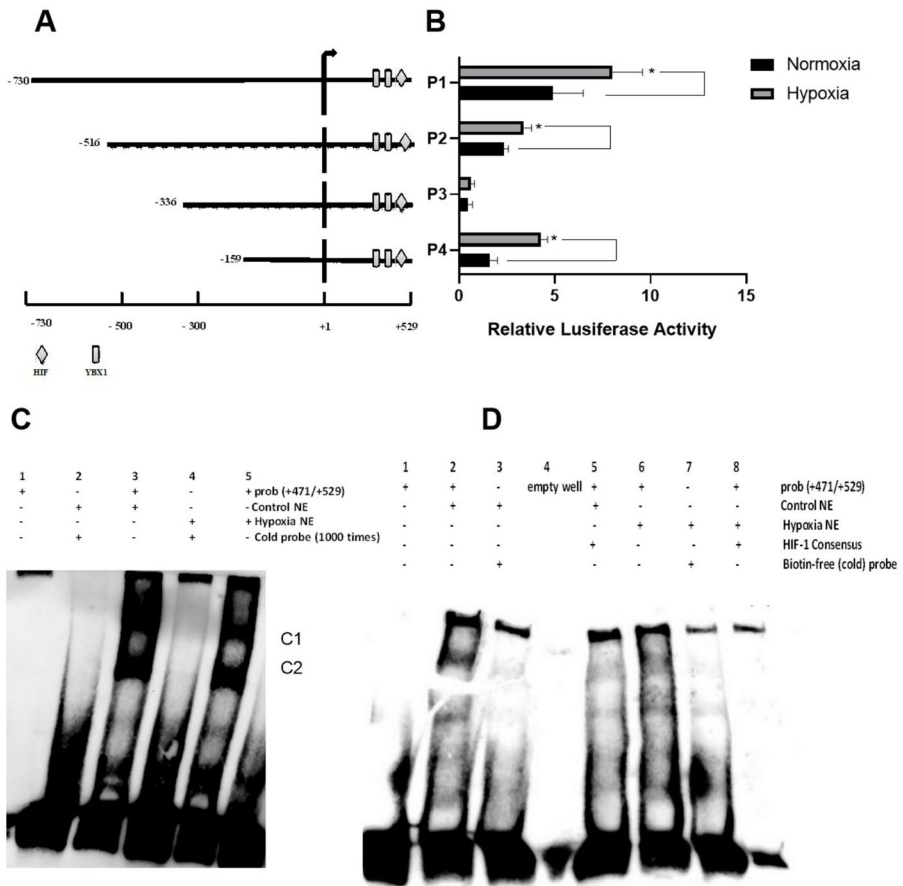 A
-730
-516
-336
-159
-730 -500 -300 +1 +529
HIF YBX1
B
Normoxia
Hypoxia
P1 *
P2 *
P3
P4 *
0 5 10 15
Relative Lusiferase Activity
C
1 2 3 4 5
+ - + - + prob (+471/+529)
- + + - - Control NE
- - - + + Hypoxia NE
- + - + - Cold probe (1000 times)
C1
C2
D
1 2 3 4 5 6 7 8
+ + - empty well + + - + prob (+471/+529)
- + + + - - - Control NE
- - - - + + + Hypoxia NE
- - - + - - + HIF-1 Consensus
- - + - - + - Biotin-free (cold) probe